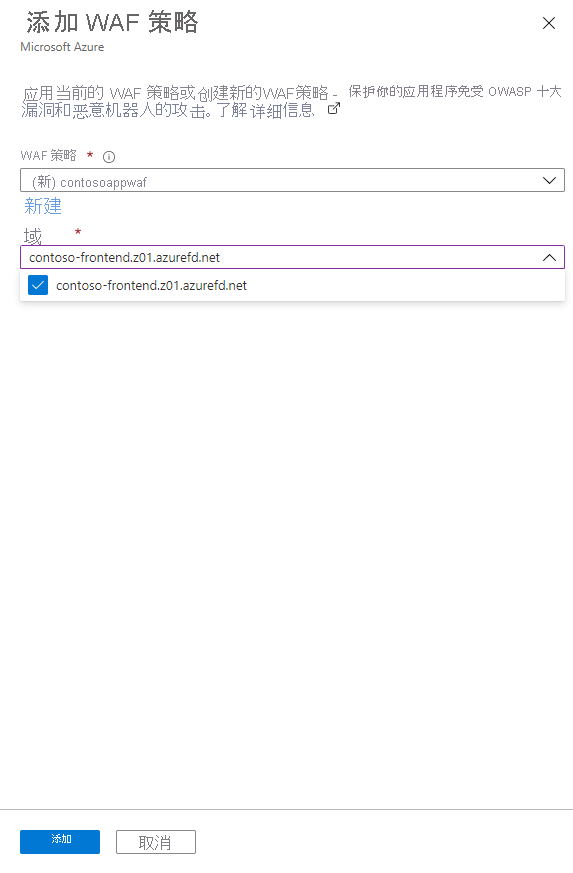 添加 WAF 策略
Microsoft Azure
应用当前的 WAF 策略或创建新的WAF策略 - 保护你的应用程序免受 OWASP 十大
漏洞和恶意机器人的攻击。了解详细信息
WAF 策略 *
(新) contosoappwaf
新建
域 *
contoso-frontend.z01.azurefd.net
contoso-frontend.z01.azurefd.net
添加 取消